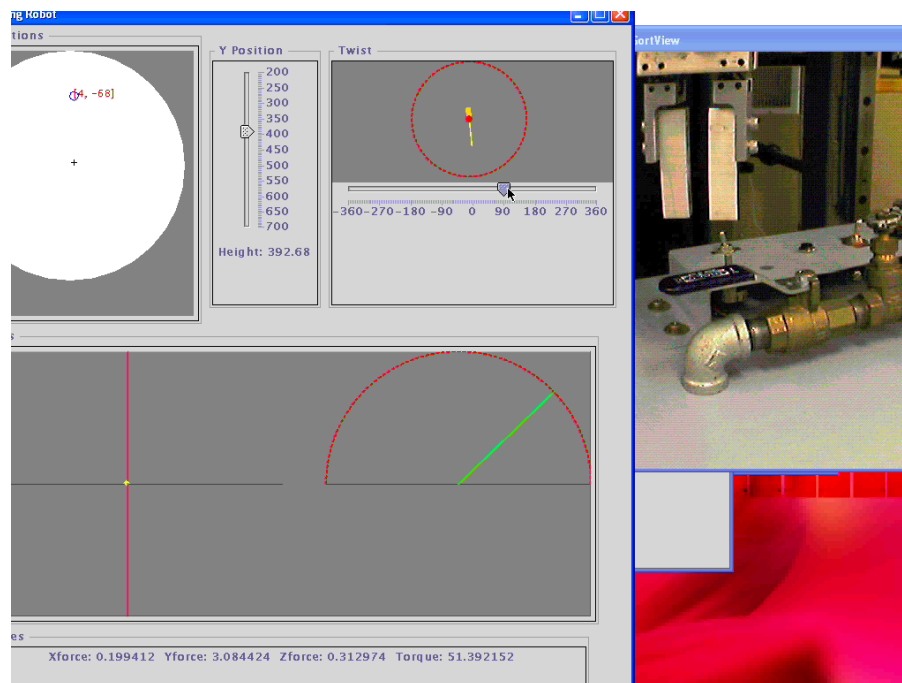 ng Robot
tions
[4, -68]
Y Position
200
250
300
350
400
450
500
550
600
650
700
Height: 392.68
Twist
-360 -270 -180 -90 0 90 180 270 360
SortView
s
es
Xforce: 0.199412 Yforce: 3.084424 Zforce: 0.312974 Torque: 51.392152